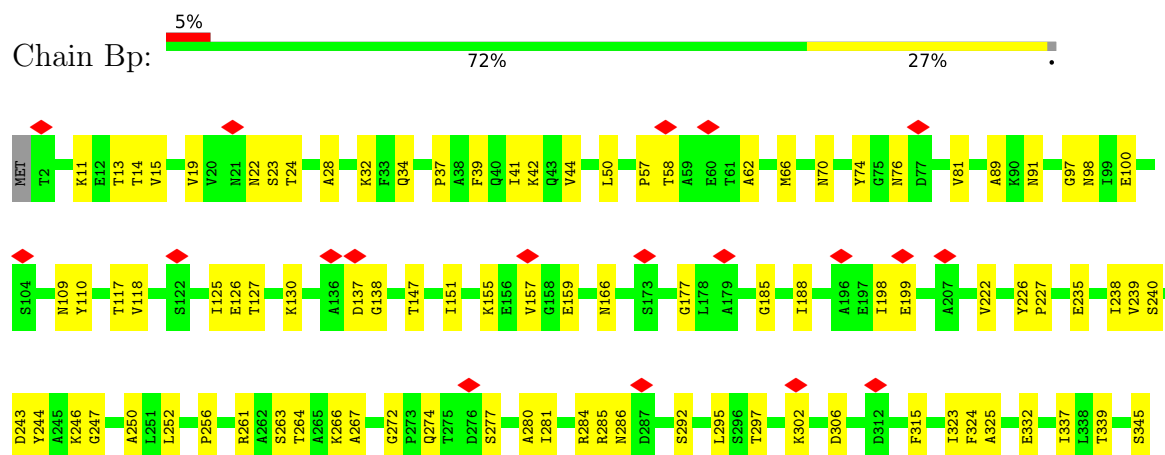 5%
Chain Bp:
72% 27% •
MET T2 K11 E12 T13 T14 V15 V19 V20 N21 N22 S23 T24 A28 K32 F33 Q34 P37 A38 F39 Q40 I41 K42 Q43 V44 L50 P57 T58 A59 E60 T61 A62 M66 N70 Y74 G75 N76 D77 V81 A89 K90 N91 G97 N98 I99 E100
S104 N109 Y110 T117 V118 S122 I125 E126 T127 K130 A136 D137 G138 T147 I151 K155 E156 V157 G158 E159 N166 S173 G177 L178 A179 G185 I188 A196 E197 I198 E199 A207 V222 Y226 P227 E235 I238 V239 S240
D243 Y244 A245 K246 G247 A250 L251 L252 P256 R261 A262 S263 T264 A265 K266 A267 G272 P273 Q274 T275 D276 S277 A280 I281 R284 R285 N286 D287 S292 L295 S296 T297 K302 D306 D312 F315 I323 F324 A325 E332 I337 L338 T339 S345